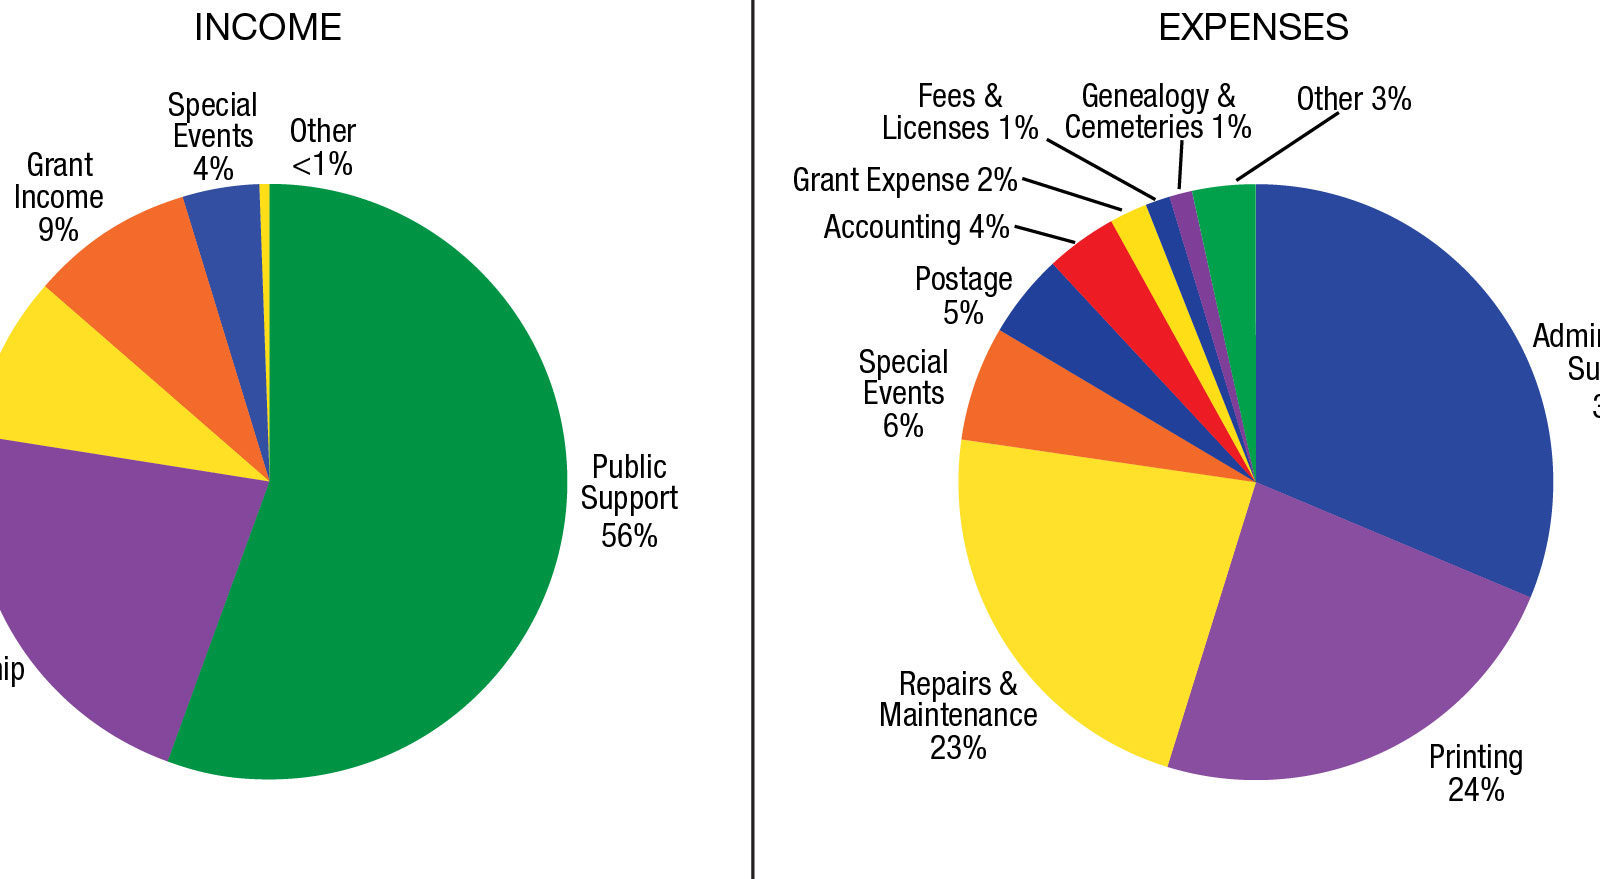 INCOME
Special
Events
4%
Other
<1%
Grant
Income
9%
Public
Support
56%
EXPENSES
Fees &
Licenses 1%
Genealogy &
Cemeteries 1%
Other 3%
Grant Expense 2%
Accounting 4%
Postage
5%
Special
Events
6%
Repairs &
Maintenance
23%
Printing
24%